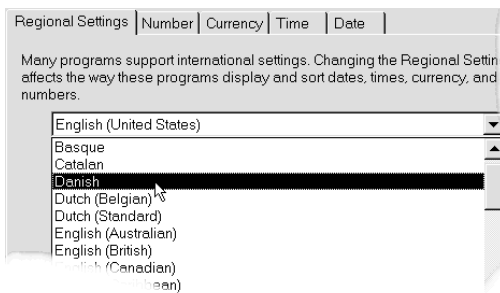 Regional Settings Number Currency Time Date
Many programs support international settings. Changing the Regional Settin
affects the way these programs display and sort dates, times, currency, and
numbers.
English (United States)
Basque
Catalan
Danish
Dutch (Belgian)
Dutch (Standard)
English (Australian)
English (British)
(Canadian)